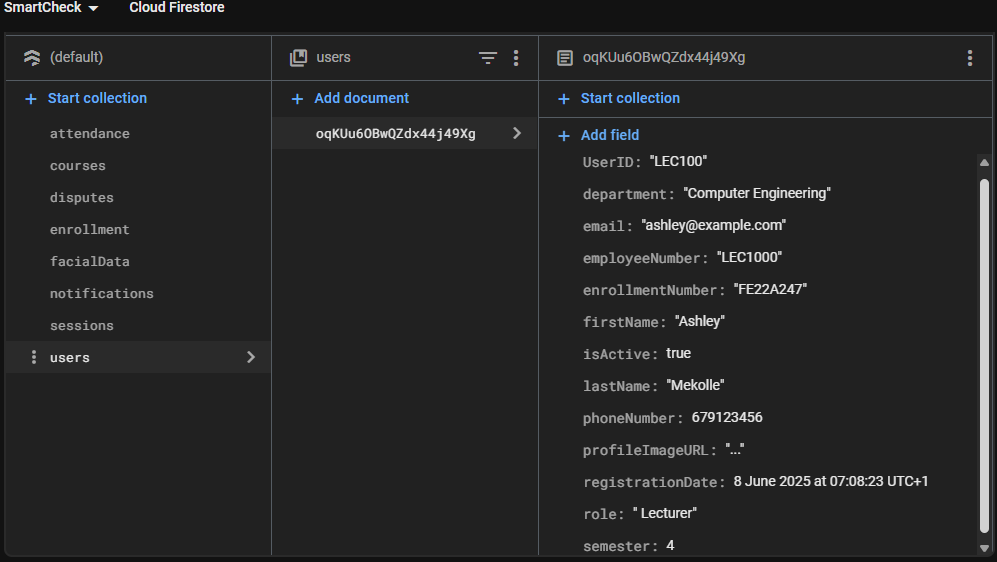 SmartCheck Cloud Firestore
(default)
Start collection
attendance
courses
disputes
enrollment
facialData
notifications
sessions
users
users
Add document
oqKUu6OBwQZdx44j49Xg
oqKUu6OBwQZdx44j49Xg
Start collection
Add field
UserID: "LEC100"
department: "Computer Engineering"
email: "ashley@example.com"
employeeNumber: "LEC1000"
enrollmentNumber: "FE22A247"
firstName: "Ashley"
isActive: true
lastName: "Mekolle"
phoneNumber: 679123456
profileImageURL: "..."
registrationDate: 8 June 2025 at 07:08:23 UTC+1
role: " Lecturer"
semester: 4